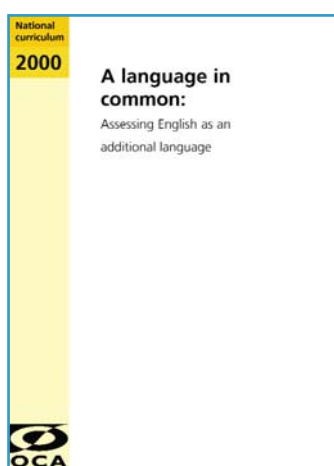 National
curriculum
2000
A language in
common:
Assessing English as an
additional language
QCA